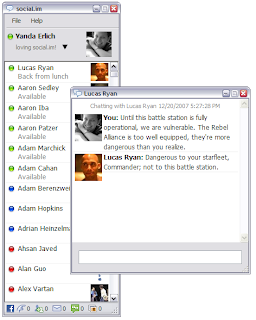 social.im
File Help
Yanda Erlich
loving social.im!
Lucas Ryan
Back from lunch
Aaron Sedley
Available
Aron Iba
Available
Aaron Patzer
Available
Adam Marchick
Available
Adam Cahan
Available
Adam Berenzwei
Adam Hopkins
Adrian Heinzelma
Ahsan Javed
Alan Guo
Alex Vartan
0 0 0 0 0
Lucas Ryan
Chatting with Lucas Ryan 12/20/2007 5:27:28 PM
You: Until this battle station is fully
operational, we are vulnerable. The Rebel
Alliance is too well equipped, they're more
dangerous than you realize.
Lucas Ryan: Dangerous to your starfleet,
Commander; not to this battle station.